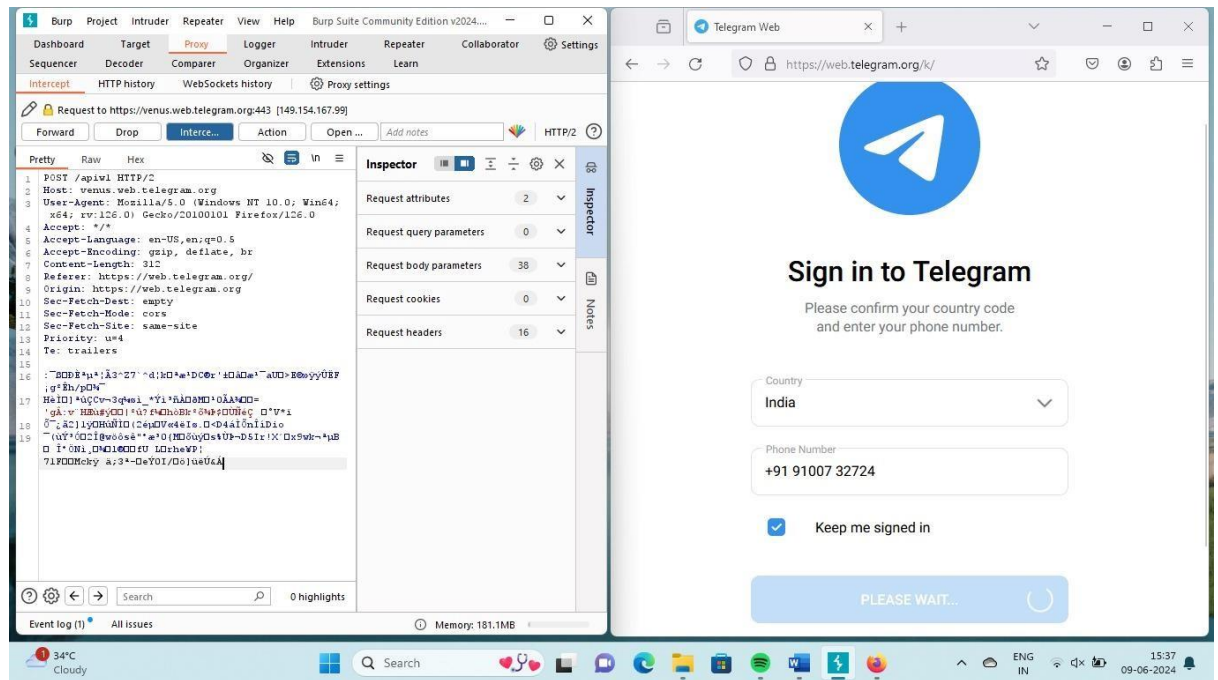 Burp Project Intruder Repeater View Help Burp Suite Community Edition v2024....
Dashboard Target Proxy Logger Intruder Repeater Collaborator Settings
Sequencer Decoder Comparer Organizer Extensions Learn
Intercept HTTP history WebSockets history Proxy settings
Request to https://venus.web.telegram.org:443 [149.154.167.99]
Forward Drop Interce... Action Open ... Add notes HTTP/2
Pretty Raw Hex \n
Inspector
1 POST /apiw1 HTTP/2
2 Host: venus.web.telegram.org
3 User-Agent: Mozilla/5.0 (Windows NT 10.0; Win64;
x64; rv:126.0) Gecko/20100101 Firefox/126.0
4 Accept: */*
5 Accept-Language: en-US,en;q=0.5
6 Accept-Encoding: gzip, deflate, br
7 Content-Length: 312
8 Referer: https://web.telegram.org/
9 Origin: https://web.telegram.org
10 Sec-Fetch-Dest: empty
11 Sec-Fetch-Mode: cors
12 Sec-Fetch-Site: same-site
13 Priority: u=4
14 Te: trailers
15
16
17
18
19
Request attributes 2
Request query parameters 0
Request body parameters 38
Request cookies 0
Request headers 16
Inspector
Notes
Search 0 highlights
Event log (1) All issues Memory: 181.1MB
Telegram Web
https://web.telegram.org/k/
Sign in to Telegram
Please confirm your country code
and enter your phone number.
Country
India
Phone Number
+91 91007 32724
Keep me signed in
PLEASE WAIT...
1
34°C
Cloudy
Search
ENG
IN
15:37
09-06-2024